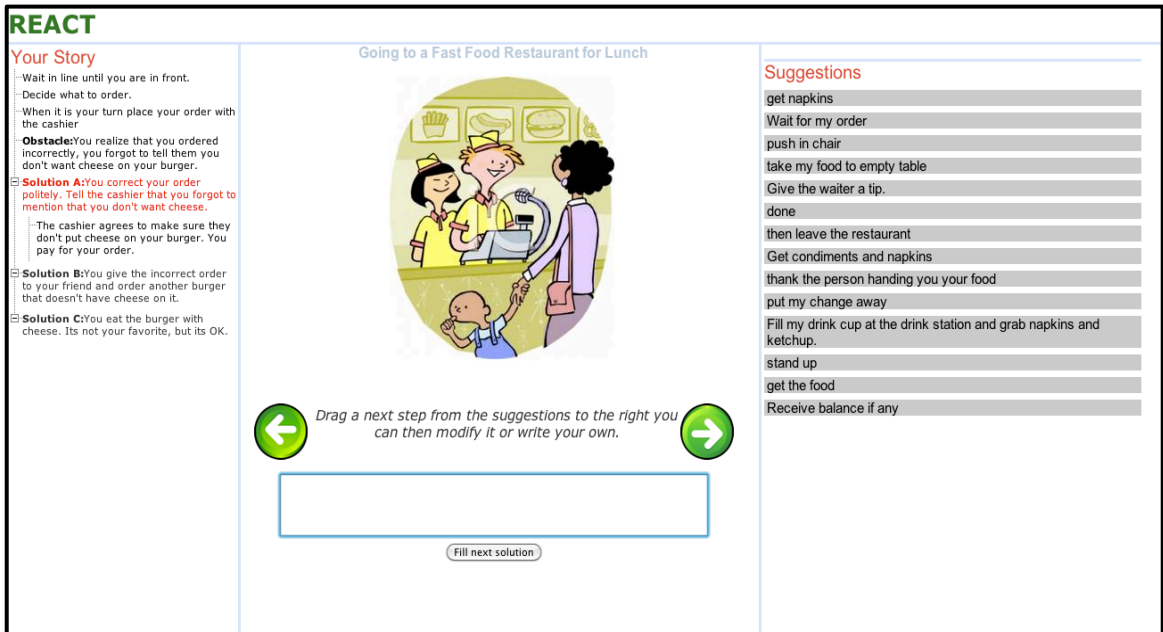 REACT
Your Story
Wait in line until you are in front.
Decide what to order.
When it is your turn place your order with
the cashier
Obstacle:You realize that you ordered
incorrectly, you forgot to tell them you
don't want cheese on your burger.
Solution A:You correct your order
politely. Tell the cashier that you forgot to
mention that you don't want cheese.
The cashier agrees to make sure they
don't put cheese on your burger. You
pay for your order.
Solution B:You give the incorrect order
to your friend and order another burger
that doesn't have cheese on it.
Solution C:You eat the burger with
cheese. Its not your favorite, but its OK.
Going to a Fast Food Restaurant for Lunch
Drag a next step from the suggestions to the right you
can then modify it or write your own.
Fill next solution
Suggestions
get napkins
Wait for my order
push in chair
take my food to empty table
Give the waiter a tip.
done
then leave the restaurant
Get condiments and napkins
thank the person handing you your food
put my change away
Fill my drink cup at the drink station and grab napkins and
ketchup.
stand up
get the food
Receive balance if any